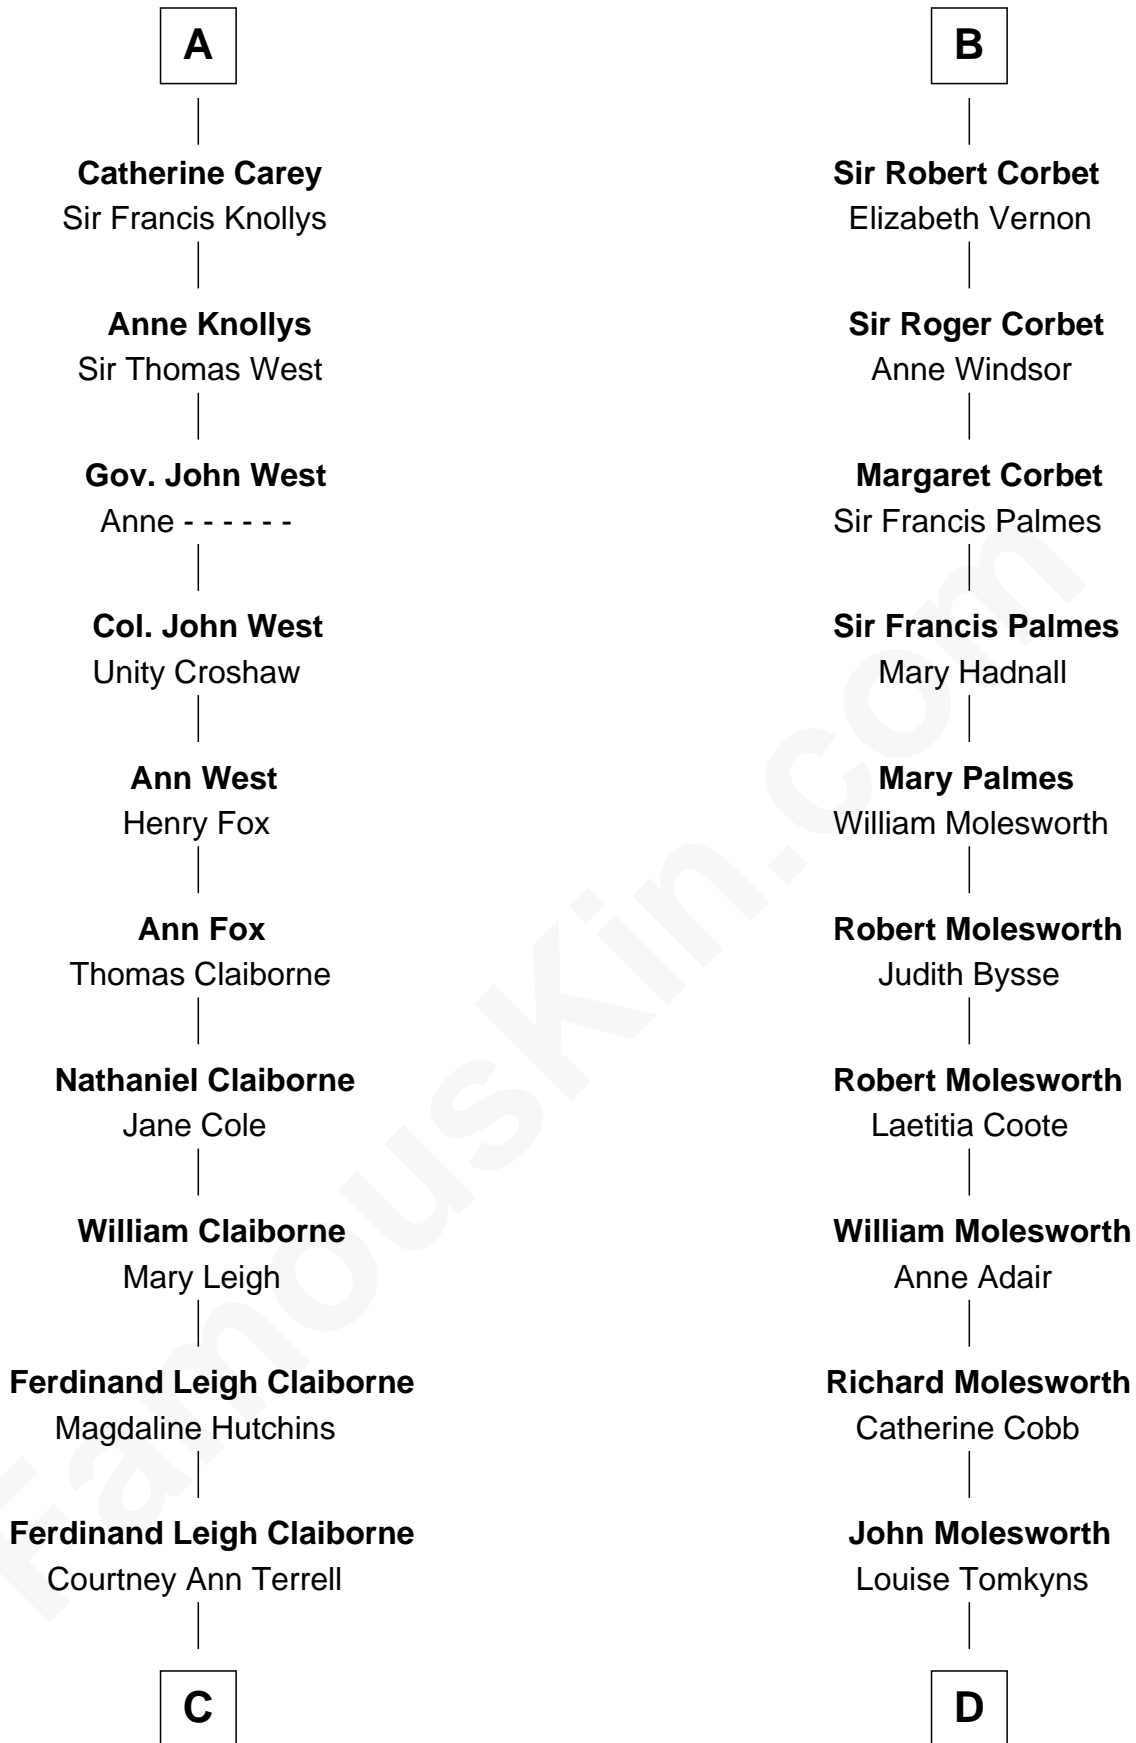 A
Catherine Carey
Sir Francis Knollys
Anne Knollys
Sir Thomas West
Gov. John West
Anne - - - - - -
Col. John West
Unity Croshaw
Ann West
Henry Fox
Ann Fox
Thomas Claiborne
Nathaniel Claiborne
Jane Cole
William Claiborne
Mary Leigh
Ferdinand Leigh Claiborne
Magdaline Hutchins
Ferdinand Leigh Claiborne
Courtney Ann Terrell
C
B
Sir Robert Corbet
Elizabeth Vernon
Sir Roger Corbet
Anne Windsor
Margaret Corbet
Sir Francis Palmes
Sir Francis Palmes
Mary Hadnall
Mary Palmes
William Molesworth
Robert Molesworth
Judith Bysse
Robert Molesworth
Laetitia Coote
William Molesworth
Anne Adair
Richard Molesworth
Catherine Cobb
John Molesworth
Louise Tomkyns
D
FamousKin.com